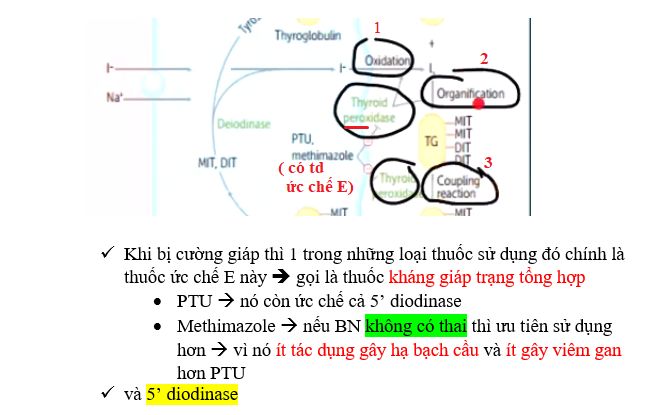 Tyro
Thyroglobulin
1
Oxidation
+
2
I-
I-
I₂
Na⁺
Organification
Thyroid
peroxidase
Deiodinase
PTU,
methimazole
( có td
ức chế E)
MIT
MIT
DIT
DIT
TG
MIT, DIT
3
Thyroid
peroxidase
Coupling
reaction
MIT
MIT
✓ Khi bị cường giáp thì 1 trong những loại thuốc sử dụng đó chính là
thuốc ức chế E này ➔ gọi là thuốc kháng giáp trạng tổng hợp
• PTU → nó còn ức chế cả 5’ diodinase
• Methimazole → nếu BN không có thai thì ưu tiên sử dụng
hơn → vì nó ít tác dụng gây hạ bạch cầu và ít gây viêm gan
hơn PTU
✓ và 5’ diodinase